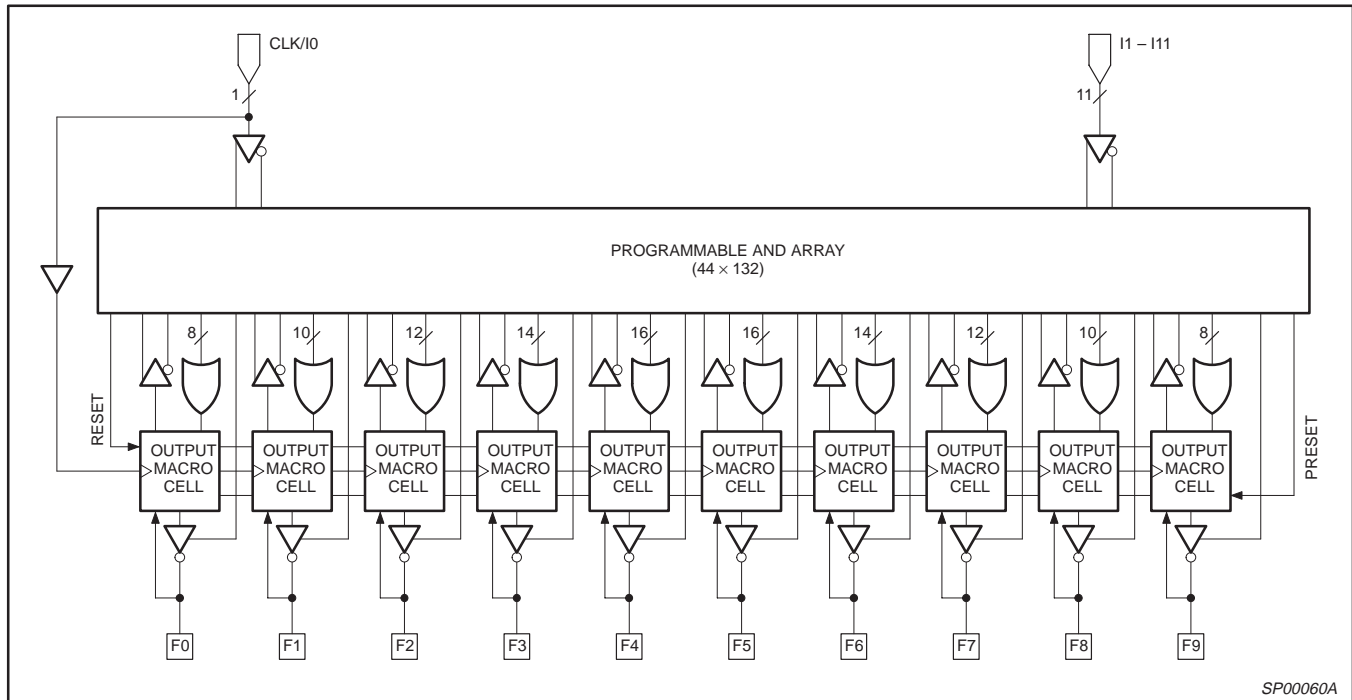 CLK/I0
I1 – I11
1
11
PROGRAMMABLE AND ARRAY
(44 × 132)
8
10
12
14
16
16
14
12
10
8
RESET
PRESET
OUTPUT
MACRO
CELL
OUTPUT
MACRO
CELL
OUTPUT
MACRO
CELL
OUTPUT
MACRO
CELL
OUTPUT
MACRO
CELL
OUTPUT
MACRO
CELL
OUTPUT
MACRO
CELL
OUTPUT
MACRO
CELL
OUTPUT
MACRO
CELL
OUTPUT
MACRO
CELL
F0
F1
F2
F3
F4
F5
F6
F7
F8
F9
SP00060A